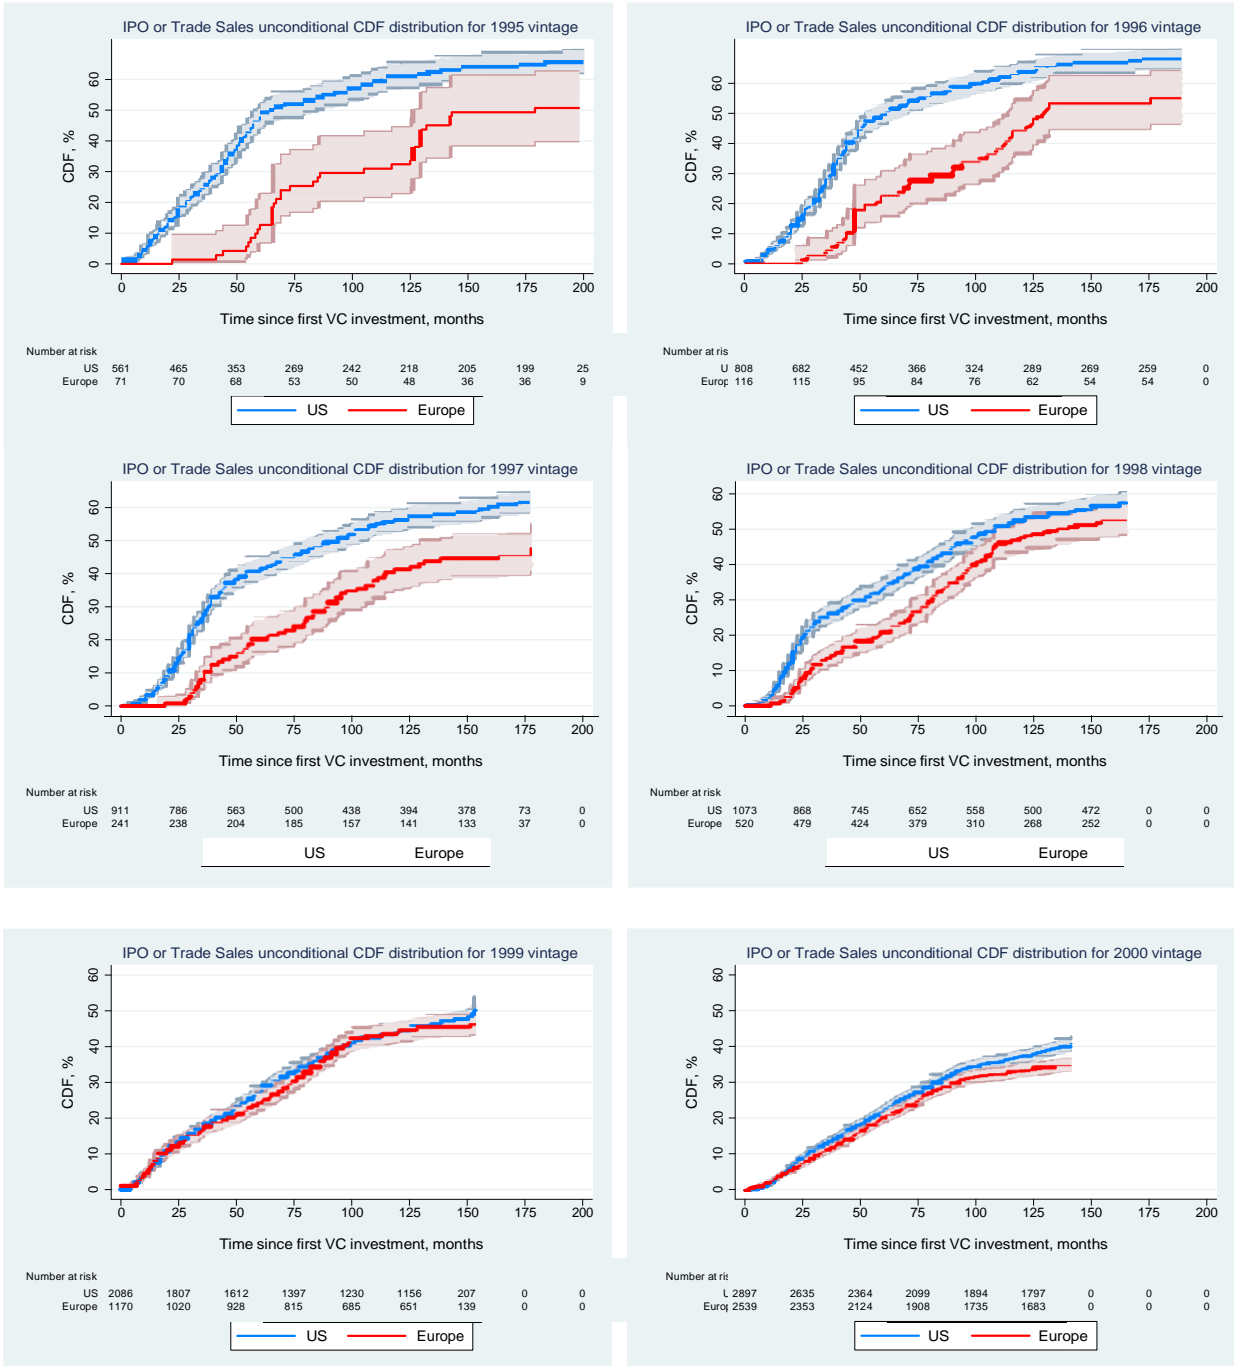 IPO or Trade Sales unconditional CDF distribution for 1995 vintage
CDF, %
60
50
40
30
20
10
0
0 25 50 75 100 125 150 175 200
Time since first VC investment, months
Number at risk
US 561 465 353 269 242 218 205 199 25
Europe 71 70 68 53 50 48 36 36 9
US Europe
IPO or Trade Sales unconditional CDF distribution for 1996 vintage
CDF, %
60
50
40
30
20
10
0
0 25 50 75 100 125 150 175 200
Time since first VC investment, months
Number at ris
U 808 682 452 366 324 289 269 259 0
Europ 116 115 95 84 76 62 54 54 0
US Europe
IPO or Trade Sales unconditional CDF distribution for 1997 vintage
CDF, %
60
50
40
30
20
10
0
0 25 50 75 100 125 150 175 200
Time since first VC investment, months
Number at risk
US 911 786 563 500 438 394 378 73 0
Europe 241 238 204 185 157 141 133 37 0
US Europe
IPO or Trade Sales unconditional CDF distribution for 1998 vintage
CDF, %
60
50
40
30
20
10
0
0 25 50 75 100 125 150 175 200
Time since first VC investment, months
Number at risk
US 1073 868 745 652 558 500 472 0 0
Europe 520 479 424 379 310 268 252 0 0
US Europe
IPO or Trade Sales unconditional CDF distribution for 1999 vintage
CDF, %
60
50
40
30
20
10
0
0 25 50 75 100 125 150 175 200
Time since first VC investment, months
Number at risk
US 2086 1807 1612 1397 1230 1156 207 0 0
Europe 1170 1020 928 815 685 651 139 0 0
US Europe
IPO or Trade Sales unconditional CDF distribution for 2000 vintage
CDF, %
60
50
40
30
20
10
0
0 25 50 75 100 125 150 175 200
Time since first VC investment, months
Number at ris
U 2897 2635 2364 2099 1894 1797 0 0 0
Europ 2539 2353 2124 1908 1735 1683 0 0 0
US Europe